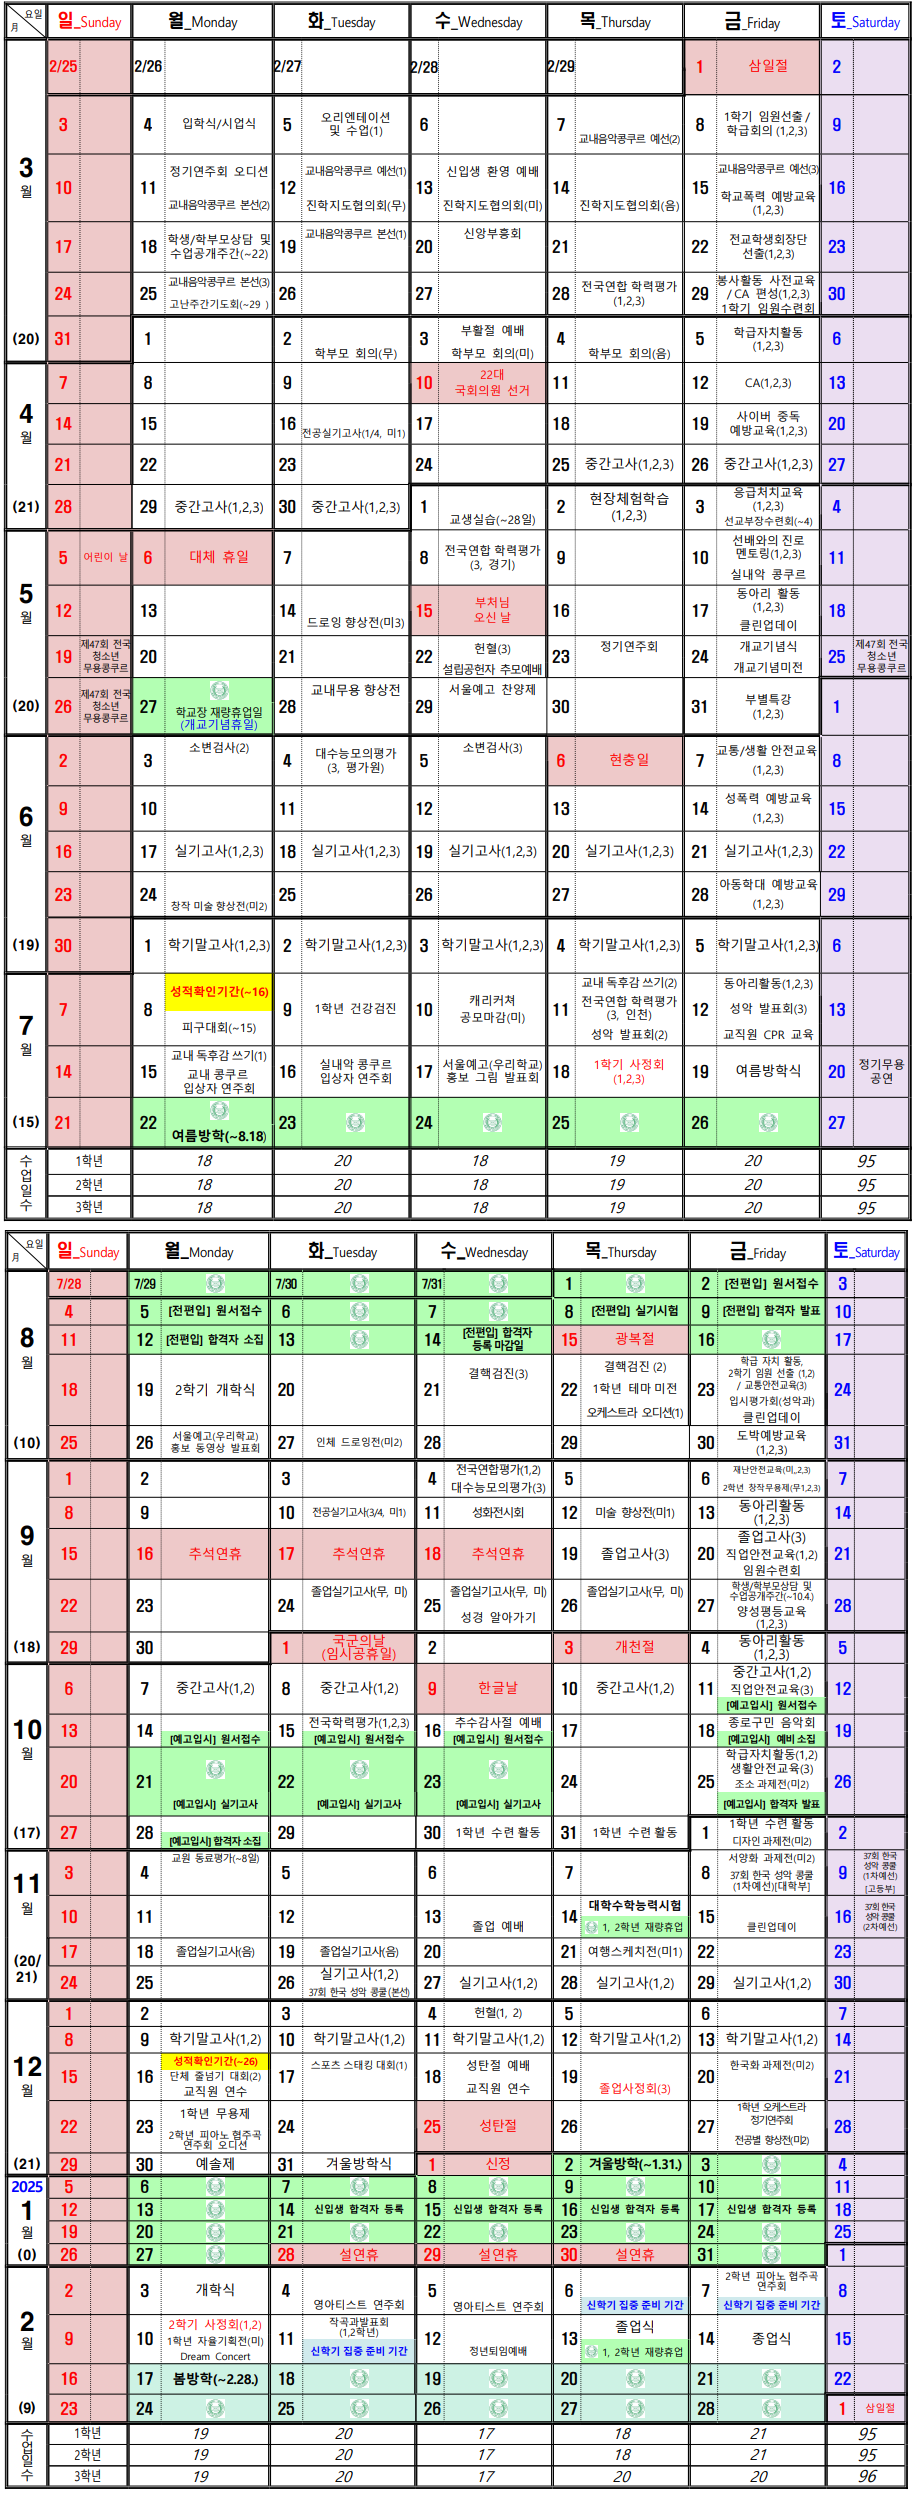 요일
月
일_Sunday
월_Monday
화_Tuesday
수_Wednesday
목_Thursday
금_Friday
토_Saturday
3
월
2/25
2/26
2/27
2/28
2/29
1 삼일절
2
3
4 입학식/시업식
5 오리엔테이션
및 수업(1)
6
7 교내음악콩쿠르 예선(2)
8 1학기 임원선출/
학급회의 (1,2,3)
9
10
11 정기연주회 오디션
교내음악콩쿠르 본선(2)
12 교내음악콩쿠르 예선(1)
진학지도협의회(무)
13 신입생 환영 예배
진학지도협의회(미)
14 진학지도협의회(음)
15 교내음악콩쿠르 예선(3)
학교폭력 예방교육
(1,2,3)
16
17
18 학생/학부모상담 및
수업공개주간(~22)
19 교내음악콩쿠르 본선(1)
20 신앙부흥회
21
22 전교학생회장단
선출(1,2,3)
23
24
25 교내음악콩쿠르 본선(3)
고난주간기도회(~29 )
26
27
28 전국연합 학력평가
(1,2,3)
29 봉사활동 사전교육
/ CA 편성(1,2,3)
1학기 임원수련회
30
(20)
31
1
2 학부모 회의(무)
3 부활절 예배
학부모 회의(미)
4 학부모 회의(음)
5 학급자치활동
(1,2,3)
6
4
월
7
8
9
10 22대
국회의원 선거
11
12 CA(1,2,3)
13
14
15
16 전공실기고사(1/4, 미1)
17
18
19 사이버 중독
예방교육(1,2,3)
20
21
22
23
24
25 중간고사(1,2,3)
26 중간고사(1,2,3)
27
(21)
28
29 중간고사(1,2,3)
30 중간고사(1,2,3)
1 교생실습(~28일)
2 현장체험학습
(1,2,3)
3 응급처치교육
(1,2,3)
선교부장수련회(~4)
4
5
월
5 어린이 날
6 대체 휴일
7
8 전국연합 학력평가
(3, 경기)
9
10 선배와의 진로
멘토링(1,2,3)
실내악 콩쿠르
11
12
13
14 드로잉 향상전(미3)
15 부처님
오신 날
16
17 동아리 활동
(1,2,3)
클린업데이
18
19 제47회 전국
청소년
무용콩쿠르
20
21
22 헌혈(3)
설립공헌자 추모예배
23 정기연주회
24 개교기념식
개교기념미전
25 제47회 전국
청소년
무용콩쿠르
(20)
26 제47회 전국
청소년
무용콩쿠르
27 학교장 재량휴업일
(개교기념휴일)
28 교내무용 향상전
29 서울예고 찬양제
30
31 부별특강
(1,2,3)
1
6
월
2
3 소변검사(2)
4 대수능모의평가
(3, 평가원)
5 소변검사(3)
6 현충일
7 교통/생활 안전교육
(1,2,3)
8
9
10
11
12
13
14 성폭력 예방교육
(1,2,3)
15
16
17 실기고사(1,2,3)
18 실기고사(1,2,3)
19 실기고사(1,2,3)
20 실기고사(1,2,3)
21 실기고사(1,2,3)
22
23
24 창작 미술 향상전(미2)
25
26
27
28 아동학대 예방교육
(1,2,3)
29
(19)
30
1 학기말고사(1,2,3)
2 학기말고사(1,2,3)
3 학기말고사(1,2,3)
4 학기말고사(1,2,3)
5 학기말고사(1,2,3)
6
7
월
7
8 성적확인기간(~16)
피구대회(~15)
9 1학년 건강검진
10 캐리커쳐
공모마감(미)
11 교내 독후감 쓰기(2)
전국연합 학력평가
(3, 인천)
성악 발표회(2)
12 동아리활동(1,2,3)
성악 발표회(3)
교직원 CPR 교육
13
14
15 교내 독후감 쓰기(1)
교내 콩쿠르
입상자 연주회
16 실내악 콩쿠르
입상자 연주회
17 서울예고(우리학교)
홍보 그림 발표회
18 1학기 사정회
(1,2,3)
19 여름방학식
20 정기무용
공연
(15)
21
22 여름방학(~8.18)
23
24
25
26
27
수업일수
1학년 18 20 18 19 20 95
2학년 18 20 18 19 20 95
3학년 18 20 18 19 20 95
요일
月
일_Sunday
월_Monday
화_Tuesday
수_Wednesday
목_Thursday
금_Friday
토_Saturday
8
월
7/28
7/29
7/30
7/31
1
2 [전편입] 원서접수
3
4
5 [전편입] 원서접수
6
7
8 [전편입] 실기시험
9 [전편입] 합격자 발표
10
11
12 [전편입] 합격자 소집
13
14 [전편입] 합격자
등록 마감일
15 광복절
16
17
18
19 2학기 개학식
20
21 결핵검진(3)
22 결핵검진 (2)
1학년 테마 미전
오케스트라 오디션(1)
23 학급 자치 활동,
2학기 임원 선출 (1,2)
/ 교통안전교육(3)
입시평가회(성악과)
클린업데이
24
(10)
25
26 서울예고(우리학교)
홍보 동영상 발표회
27 인체 드로잉전(미2)
28
29
30 도박예방교육
(1,2,3)
31
9
월
1
2
3
4 전국연합평가(1,2)
대수능모의평가(3)
5
6 재난안전교육(미,,2,3)
2학년 창작무용제(무1,2,3)
7
8
9
10 전공실기고사(3/4, 미1)
11 성화전시회
12 미술 향상전(미1)
13 동아리활동
(1,2,3)
14
15
16 추석연휴
17 추석연휴
18 추석연휴
19 졸업고사(3)
20 졸업고사(3)
직업안전교육(1,2)
임원수련회
21
22
23
24 졸업실기고사(무, 미)
25 졸업실기고사(무, 미)
성경 알아가기
26 졸업실기고사(무, 미)
27 학생/학부모상담 및
수업공개주간(~10.4.)
양성평등교육
(1,2,3)
28
(18)
29
30
1 국군의날
(임시공휴일)
2
3 개천절
4 동아리활동
(1,2,3)
5
10
월
6
7 중간고사(1,2)
8 중간고사(1,2)
9 한글날
10 중간고사(1,2)
11 중간고사(1,2)
직업안전교육(3)
[예고입시] 원서접수
12
13
14 [예고입시] 원서접수
15 전국학력평가(1,2,3)
[예고입시] 원서접수
16 추수감사절 예배
[예고입시] 원서접수
17
18 종로구민 음악회
[예고입시] 예비 소집
19
20
21 [예고입시] 실기고사
22 [예고입시] 실기고사
23 [예고입시] 실기고사
24
25 학급자치활동(1,2)
생활안전교육(3)
조소 과제전(미2)
[예고입시] 합격자 발표
26
(17)
27
28 [예고입시] 합격자 소집
29
30 1학년 수련 활동
31 1학년 수련 활동
1 1학년 수련 활동
디자인 과제전(미2)
2
11
월
3
4 교원 동료평가(~8일)
5
6
7
8 서양화 과제전(미2)
37회 한국 성악 콩쿨
(1차예선)[대학부]
9 37회 한국
성악 콩쿨
(1차예선)
[고등부]
10
11
12
13 졸업 예배
14 대학수학능력시험
1, 2학년 재량휴업
15 클린업데이
16 37회 한국
성악 콩쿨
(2차예선)
(20/
21)
17
18 졸업실기고사(음)
19 졸업실기고사(음)
20
21 여행스케치전(미1)
22
23
24
25
26 실기고사(1,2)
37회 한국 성악 콩쿨(본선)
27 실기고사(1,2)
28 실기고사(1,2)
29 실기고사(1,2)
30
12
월
1
2
3
4 헌혈(1, 2)
5
6
7
8
9 학기말고사(1,2)
10 학기말고사(1,2)
11 학기말고사(1,2)
12 학기말고사(1,2)
13 학기말고사(1,2)
14
15
16 성적확인기간(~26)
단체 줄넘기 대회(2)
교직원 연수
17 스포츠 스태킹 대회(1)
18 성탄절 예배
교직원 연수
19 졸업사정회(3)
20 한국화 과제전(미2)
21
22
23 1학년 무용제
2학년 피아노 협주곡
연주회 오디션
24
25 성탄절
26
27 1학년 오케스트라
정기연주회
전공별 향상전(미2)
28
(21)
29
30 예솔제
31 겨울방학식
1 신정
2 겨울방학(~1.31.)
3
4
2025
1
월
5
6
7
8
9
10
11
12
13
14 신입생 합격자 등록
15 신입생 합격자 등록
16 신입생 합격자 등록
17 신입생 합격자 등록
18
19
20
21
22
23
24
25
(0)
26
27
28 설연휴
29 설연휴
30 설연휴
31
1
2
월
2
3 개학식
4 영아티스트 연주회
5 영아티스트 연주회
6 신학기 집중 준비 기간
7 2학년 피아노 협주곡
연주회
신학기 집중 준비 기간
8
9
10 2학기 사정회(1,2)
1학년 자율기획전(미)
Dream Concert
11 작곡과발표회
(1,2학년)
신학기 집중 준비 기간
12 정년퇴임예배
13 졸업식
1, 2학년 재량휴업
14 종업식
15
16
17 봄방학(~2.28.)
18
19
20
21
22
(9)
23
24
25
26
27
28
1 삼일절
수업일수
1학년 19 20 17 18 21 95
2학년 19 20 17 18 21 95
3학년 19 20 17 20 20 96